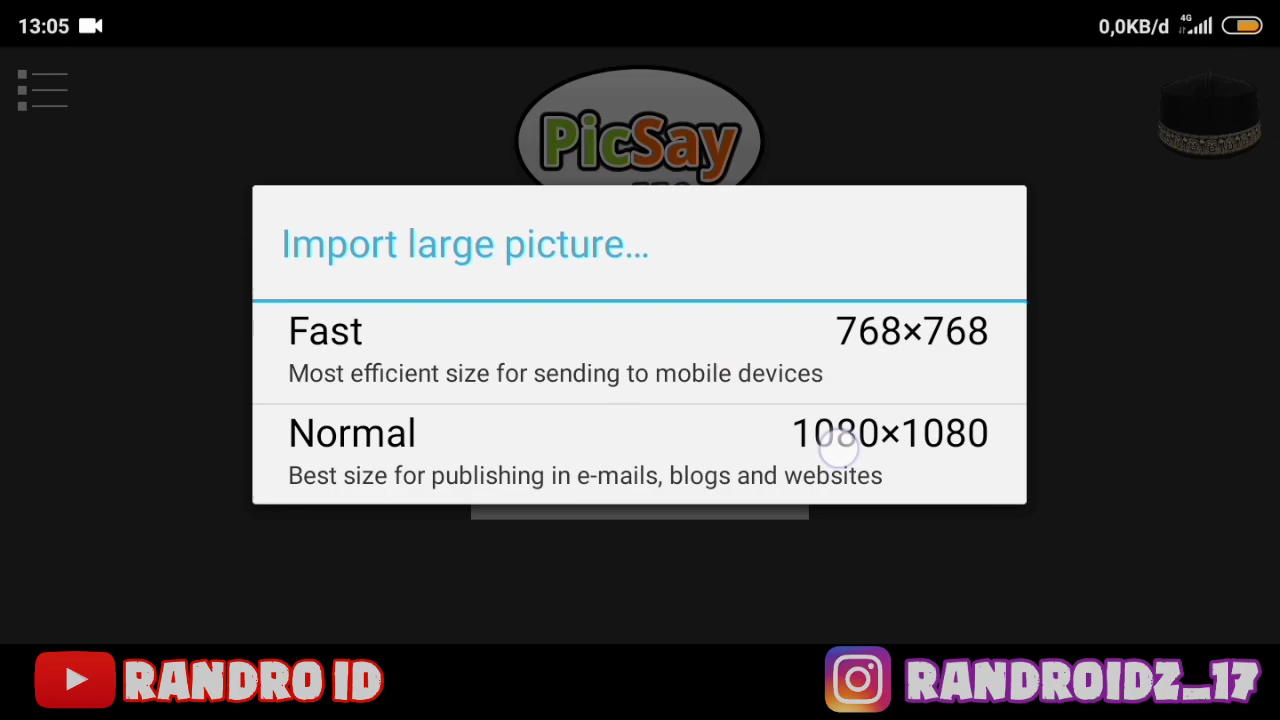 13:05
0,0KB/d 4G
PicSay
Import large picture...
Fast 768×768
Most efficient size for sending to mobile devices
Normal 1080×1080
Best size for publishing in e-mails, blogs and websites
RANDRO ID
RANDROIDZ_17